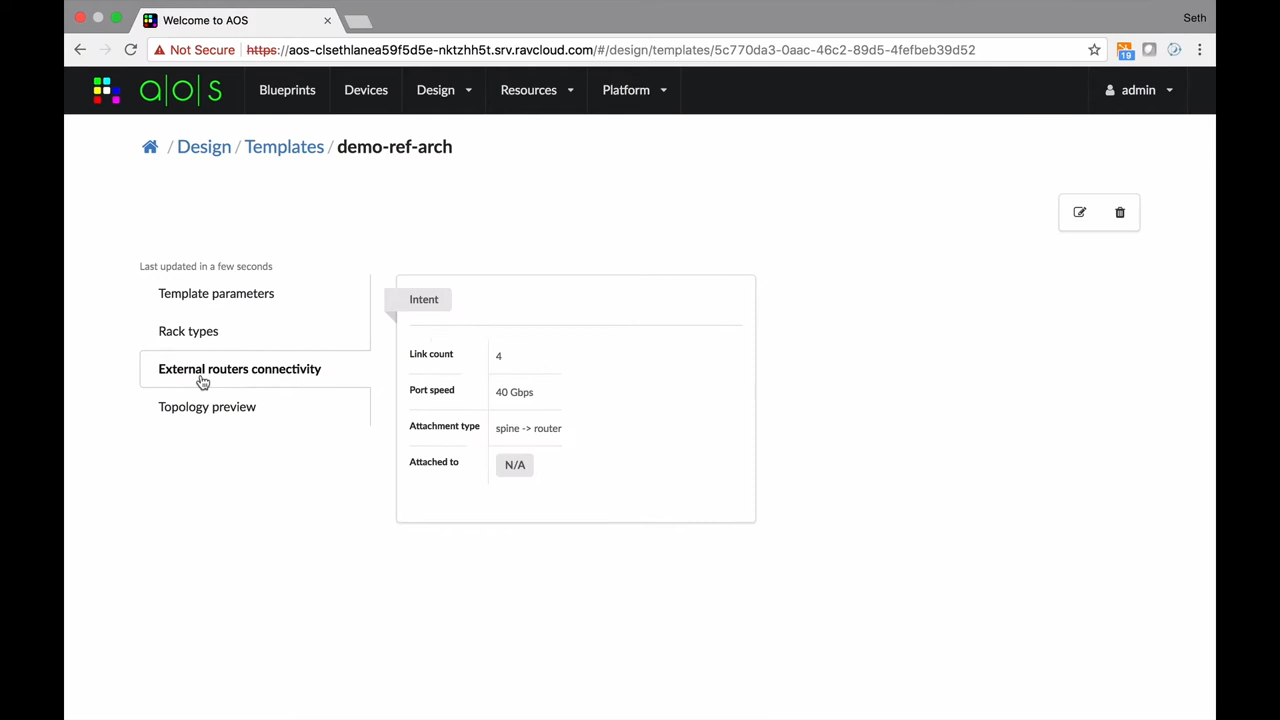 Welcome to AOS
Seth
Not Secure https://aos-clsethlanea59f5d5e-nktzhh5t.srv.ravcloud.com/#/design/templates/5c770da3-0aac-46c2-89d5-4fefbeb39d52
19
a|o|s Blueprints Devices Design Resources Platform admin
/ Design / Templates / demo-ref-arch
Last updated in a few seconds
Template parameters
Rack types
External routers connectivity
Topology preview
Intent
Link count 4
Port speed 40 Gbps
Attachment type spine -> router
Attached to N/A